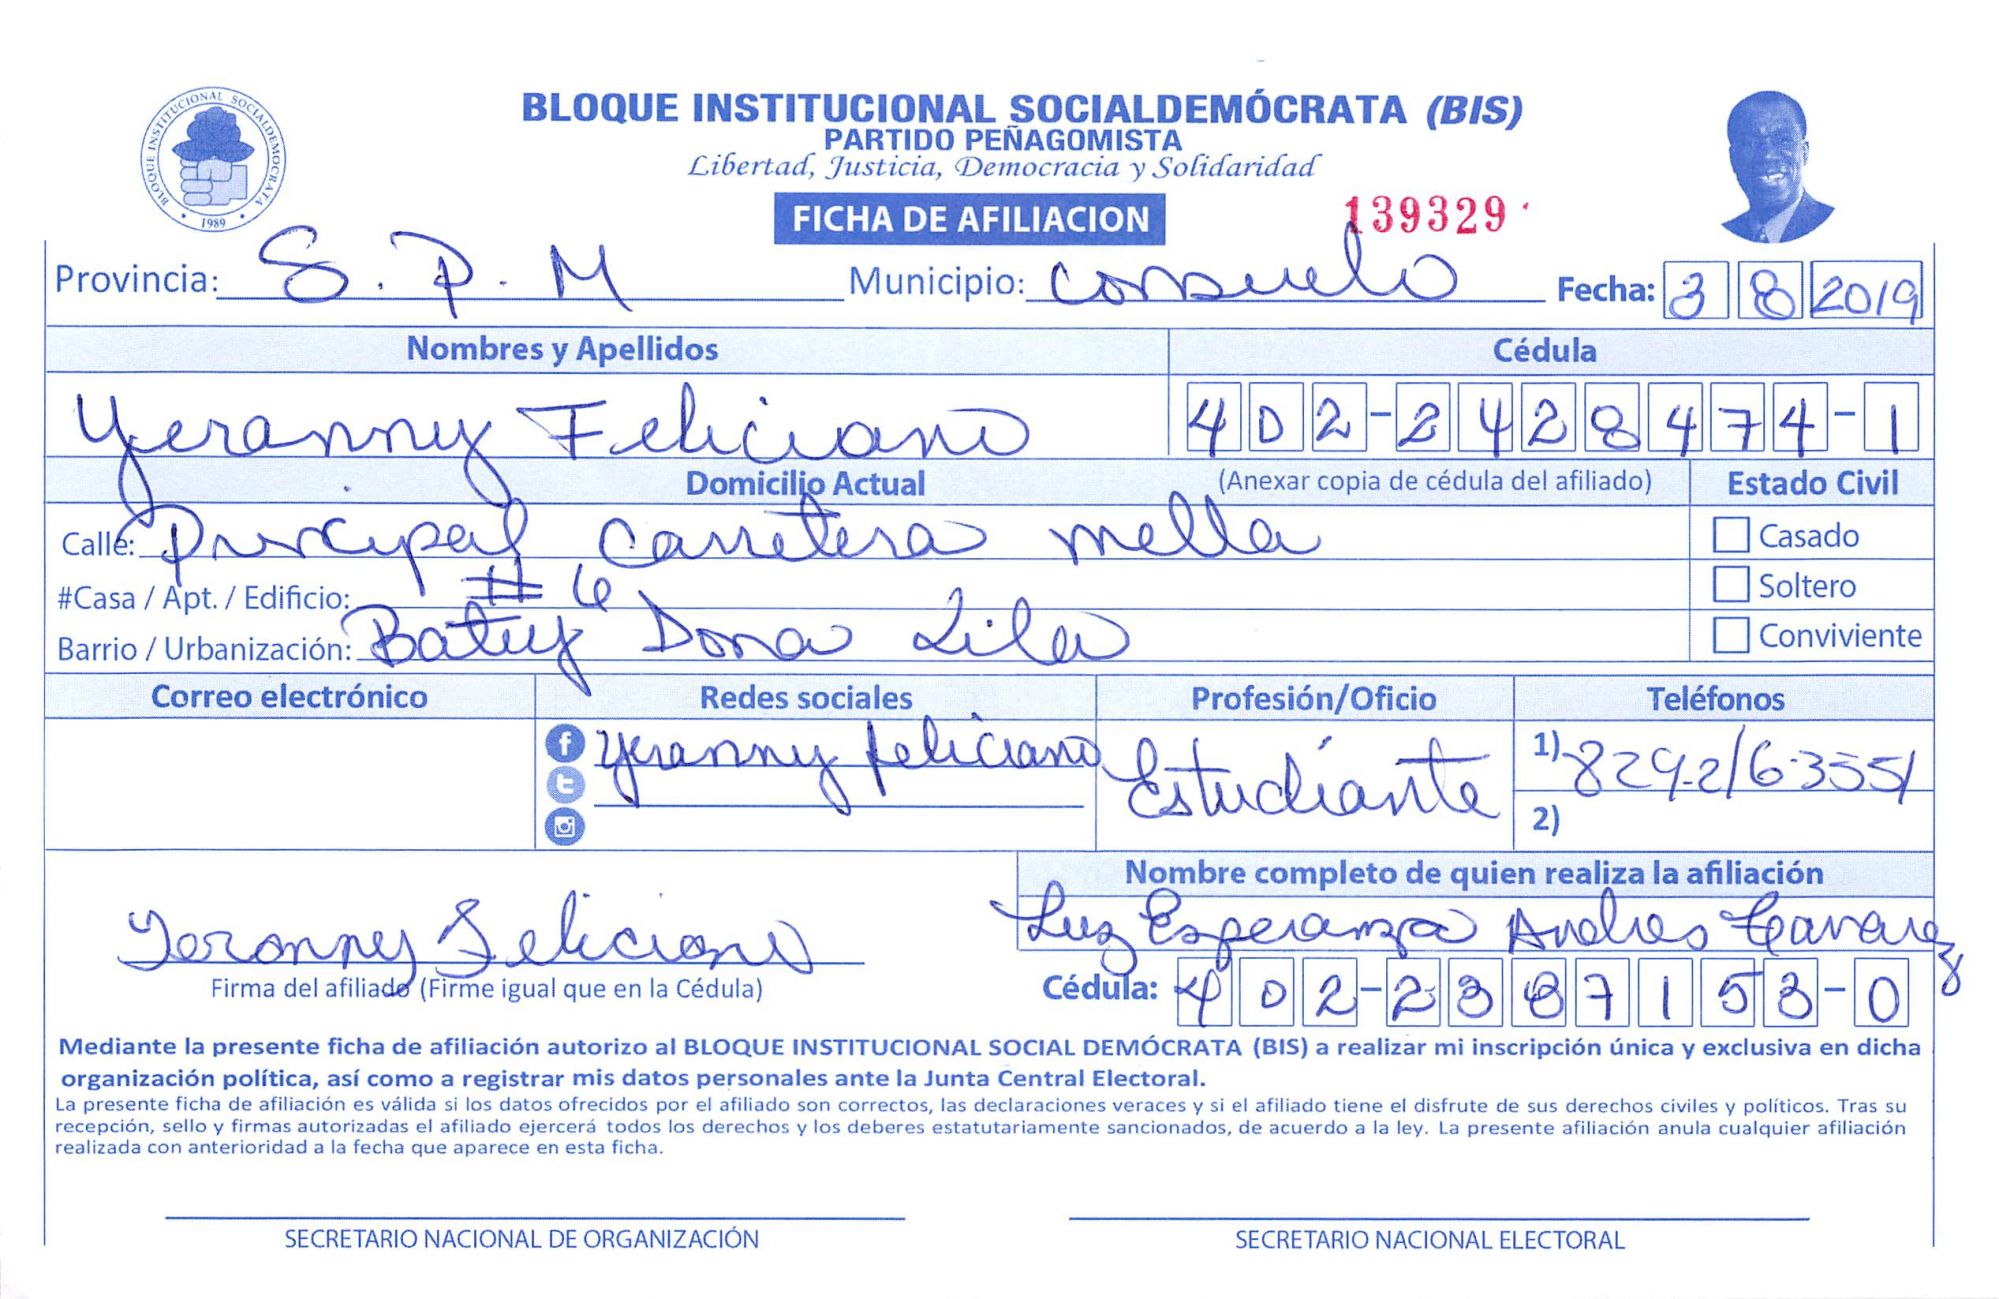 BLOQUE INSTITUCIONAL SOCIALDEMOCRATA
1989
BLOQUE INSTITUCIONAL SOCIALDEMÓCRATA (BIS)
PARTIDO PEÑAGOMISTA
Libertad, Justicia, Democracia y Solidaridad
FICHA DE AFILIACION 139329
Provincia: S. P. M Municipio: Consuelo Fecha: 3 8 2019
Nombres y Apellidos Cédula
Yeranny Feliciano 402-2428474-1
Domicilio Actual (Anexar copia de cédula del afiliado) Estado Civil
Calle: Principal carretera mella Casado
#Casa / Apt. / Edificio: # 6 Soltero
Barrio / Urbanización: Batey Dona Lila Conviviente
Correo electrónico Redes sociales Profesión/Oficio Teléfonos
Yeranny Feliciano Estudiante 1) 829-216-3551
2)
Nombre completo de quien realiza la afiliación
Yeranny Feliciano Luz Esperanza Andres Tavarez
Firma del afiliado (Firme igual que en la Cédula) Cédula: 402-2387153-0
Mediante la presente ficha de afiliación autorizo al BLOQUE INSTITUCIONAL SOCIAL DEMÓCRATA (BIS) a realizar mi inscripción única y exclusiva en dicha
organización política, así como a registrar mis datos personales ante la Junta Central Electoral.
La presente ficha de afiliación es válida si los datos ofrecidos por el afiliado son correctos, las declaraciones veraces y si el afiliado tiene el disfrute de sus derechos civiles y políticos. Tras su
recepción, sello y firmas autorizadas el afiliado ejercerá todos los derechos y los deberes estatutariamente sancionados, de acuerdo a la ley. La presente afiliación anula cualquier afiliación
realizada con anterioridad a la fecha que aparece en esta ficha.
SECRETARIO NACIONAL DE ORGANIZACIÓN SECRETARIO NACIONAL ELECTORAL